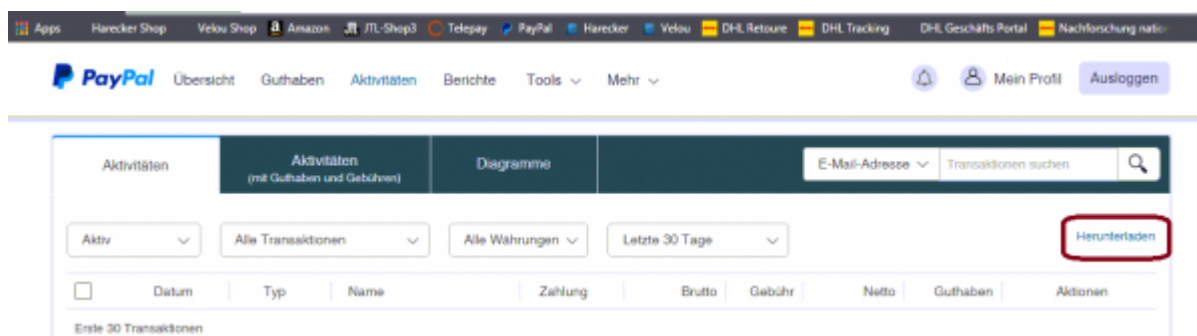 Apps Harecker Shop Velou Shop Amazon JTL-Shop3 Telepay PayPal Harecker Velou DHL Retoure DHL Tracking DHL Geschäfts Portal Nachforschung natio
PayPal Übersicht Guthaben Aktivitäten Berichte Tools Mehr Mein Profil Ausloggen
Aktivitäten Aktivitäten Diagramme E-Mail-Adresse Transaktionen suchen
(mit Guthaben und Gebühren)
Aktiv Alle Transaktionen Alle Währungen Letzte 30 Tage Herunterladen
Datum Typ Name Zahlung Brutto Gebühr Netto Guthaben Aktionen
Erste 30 Transaktionen